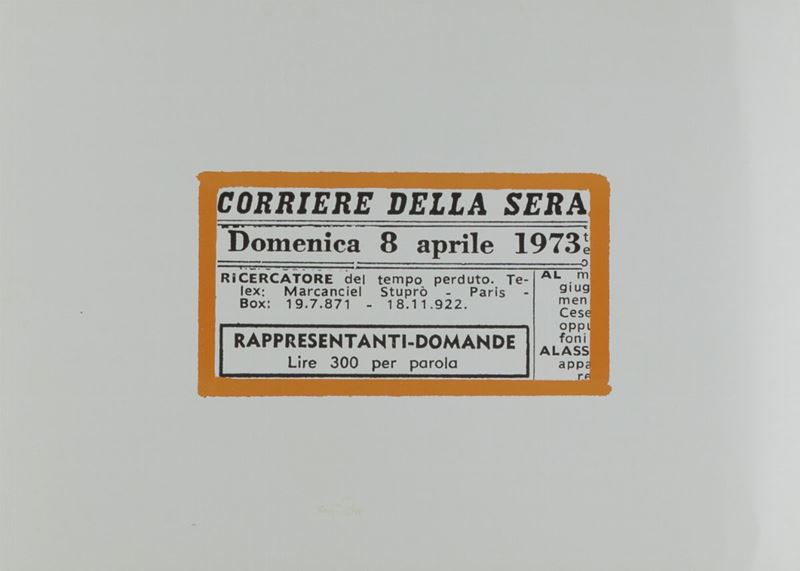 CORRIERE DELLA SERA
Domenica 8 aprile 1973
RICERCATORE del tempo perduto. Te-
lex: Marcanciel Stuprò - Paris -
Box: 19.7.871 - 18.11.922.
RAPPRESENTANTI-DOMANDE
Lire 300 per parola
t
e
o
AL m
giug
men
Cese
oppu
foni
ALASS
appa
re